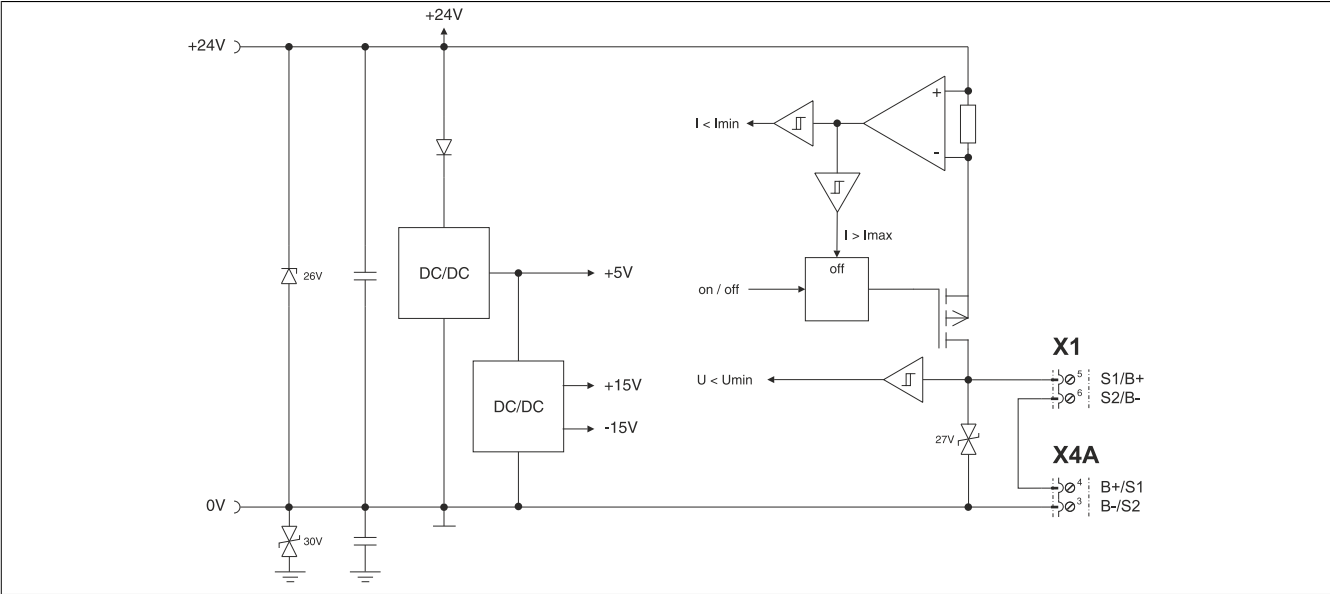 +24V
+24V
+
I < Imin
-
I > Imax
26V
DC/DC
+5V
off
on / off
X1
5 S1/B+
6 S2/B-
U < Umin
+15V
DC/DC
-15V
27V
X4A
4 B+/S1
3 B-/S2
0V
30V